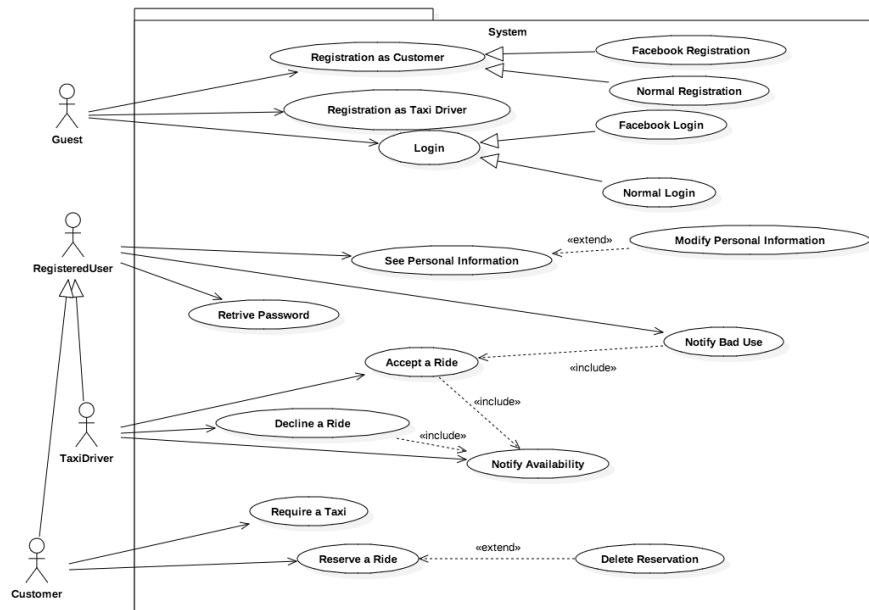 System
Registration as Customer
Facebook Registration
Normal Registration
Registration as Taxi Driver
Guest
Facebook Login
Login
Normal Login
RegisteredUser
See Personal Information
«extend»
Modify Personal Information
Retrive Password
Notify Bad Use
Accept a Ride
«include»
«include»
TaxiDriver
Decline a Ride
«include»
Notify Availability
Require a Taxi
Customer
Reserve a Ride
«extend»
Delete Reservation